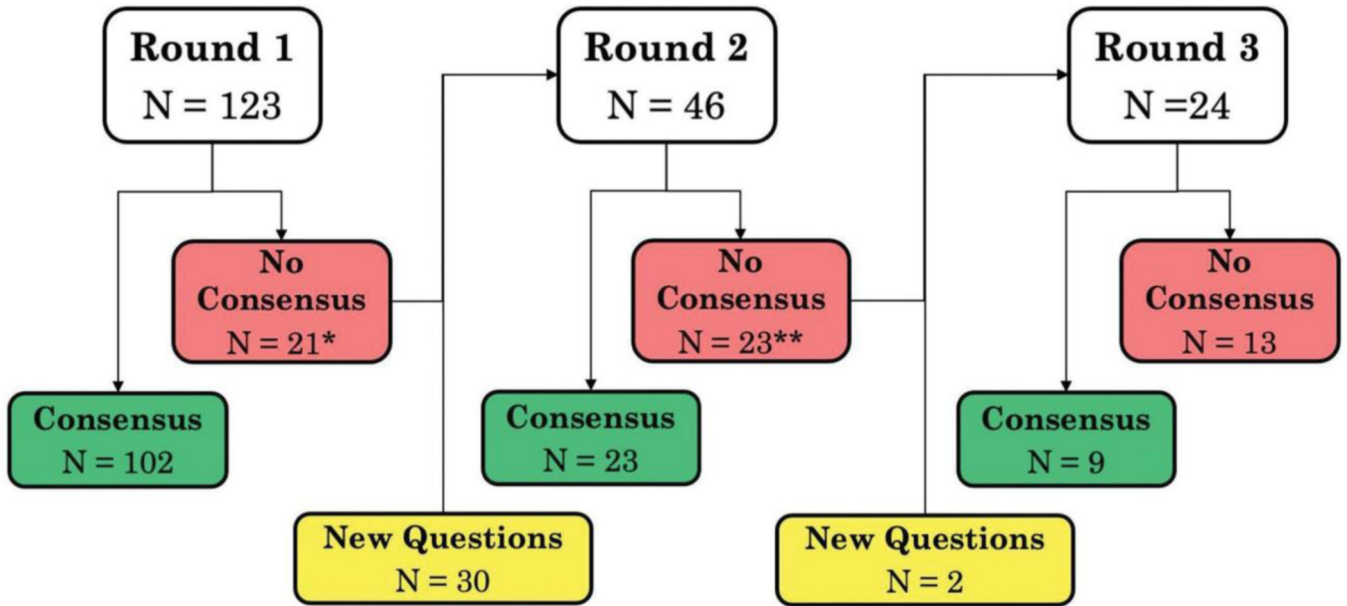 Round 1
N = 123
Round 2
N = 46
Round 3
N =24
No
Consensus
N = 21*
No
Consensus
N = 23**
No
Consensus
N = 13
Consensus
N = 102
Consensus
N = 23
Consensus
N = 9
New Questions
N = 30
New Questions
N = 2